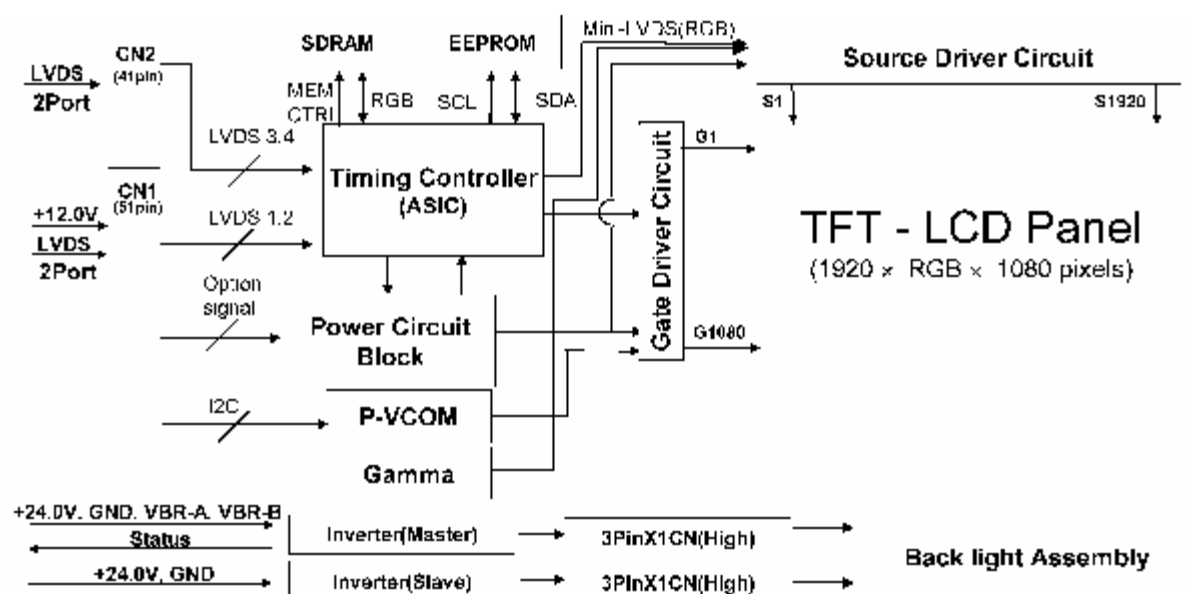 Mini-LVDS(RGB)
CN2
(41pin)
SDRAM
EEPROM
Source Driver Circuit
LVDS
2Port
MEM
CTRL
RGB
SCL
SDA
S1
S1920
LVDS 3.4
Timing Controller
(ASIC)
G1
CN1
(51pin)
+12.0V
LVDS
2Port
LVDS 1.2
Gate Driver Circuit
TFT - LCD Panel
(1920 × RGB × 1080 pixels)
Option
signal
Power Circuit
Block
G1080
I2C
P-VCOM
Gamma
+24.0V, GND, VBR-A, VBR-B
Status
Inverter(Master)
3PinX1CN(High)
Back light Assembly
+24.0V, GND
Inverter(Slave)
3PinX1CN(High)